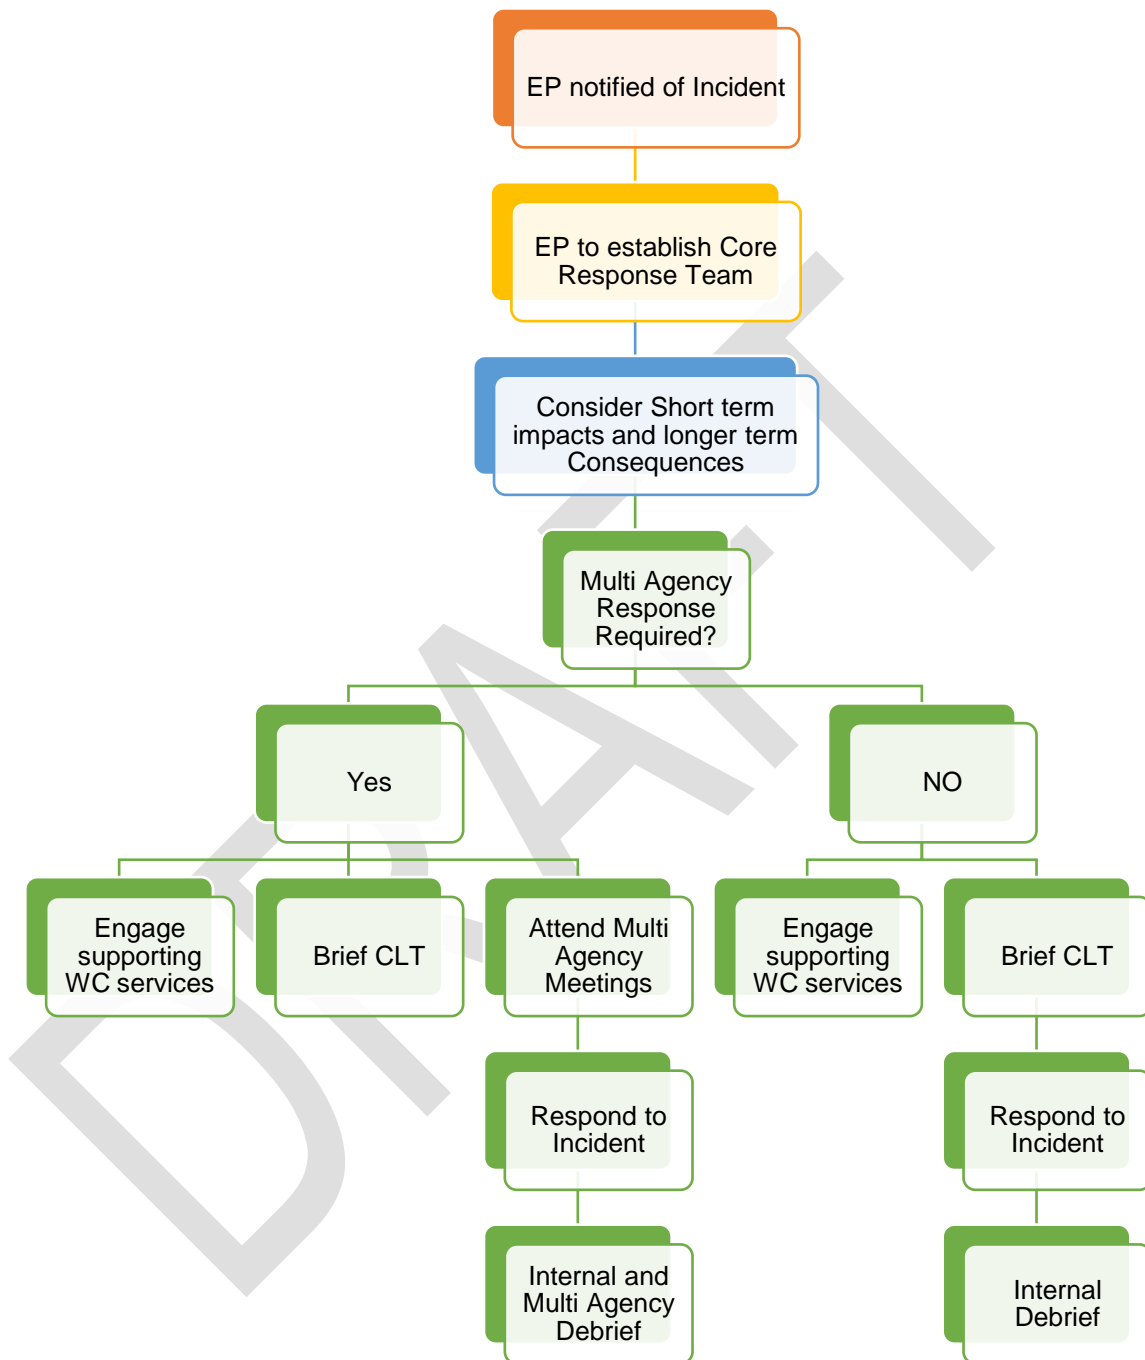 EP notified of Incident
EP to establish Core
Response Team
Consider Short term
impacts and longer term
Consequences
Multi Agency
Response
Required?
Yes
NO
Engage
supporting
WC services
Brief CLT
Attend Multi
Agency
Meetings
Engage
supporting
WC services
Brief CLT
Respond to
Incident
Respond to
Incident
Internal and
Multi Agency
Debrief
Internal
Debrief
DRAFT